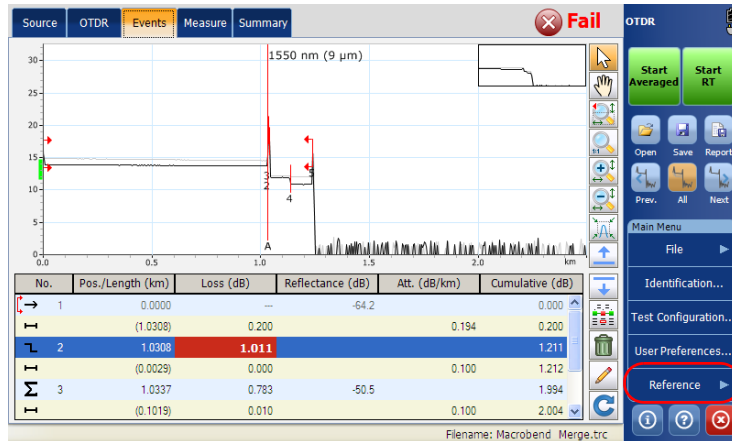 Source OTDR Events Measure Summary Fail OTDR
1550 nm (9 µm)
30
25
20
15
10
5
0
3
2
4
5
A
0.0 0.5 1.0 1.5 2.0 km
Start Averaged Start RT
Open Save Report
Prev. All Next
Main Menu
File
Identification...
Test Configuration..
User Preferences...
Reference
No. Pos./Length (km) Loss (dB) Reflectance (dB) Att. (dB/km) Cumulative (dB)
1 0.0000 --- -64.2 0.000
(1.0308) 0.200 0.194 0.200
2 1.0308 1.011 1.211
(0.0029) 0.000 0.100 1.212
Σ 3 1.0337 0.783 -50.5 1.994
(0.1019) 0.010 0.100 2.004
Filename: Macrobend Merge.trc